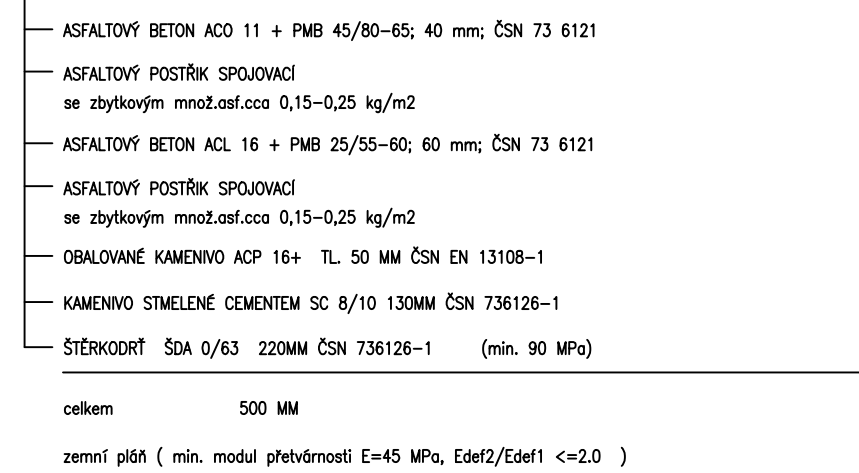 ASFALTOVÝ BETON ACO 11 + PMB 45/80-65; 40 mm; ČSN 73 6121
ASFALTOVÝ POSTŘIK SPOJOVACÍ
se zbytkovým množ.asf.cca 0,15-0,25 kg/m2
ASFALTOVÝ BETON ACL 16 + PMB 25/55-60; 60 mm; ČSN 73 6121
ASFALTOVÝ POSTŘIK SPOJOVACÍ
se zbytkovým množ.asf.cca 0,15-0,25 kg/m2
OBALOVANÉ KAMENIVO ACP 16+ TL. 50 MM ČSN EN 13108-1
KAMENIVO STMELENÉ CEMENTEM SC 8/10 130MM ČSN 736126-1
ŠTĚRKODRŤ ŠDA 0/63 220MM ČSN 736126-1 (min. 90 MPa)
celkem 500 MM
zemní pláň ( min. modul přetvárnosti E=45 MPa, Edef2/Edef1 <=2.0 )